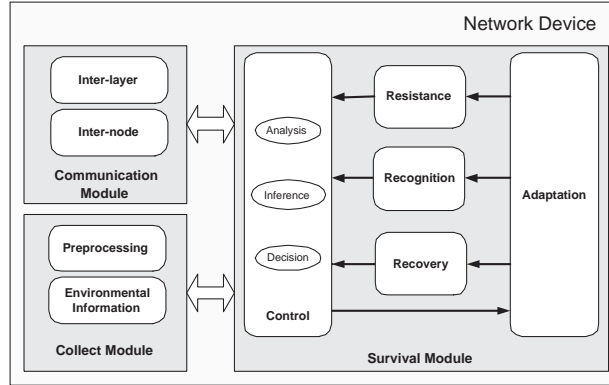 Network Device
Inter-layer
Inter-node
Communication
Module
Preprocessing
Environmental
Information
Collect Module
Analysis
Inference
Decision
Control
Resistance
Recognition
Recovery
Adaptation
Survival Module